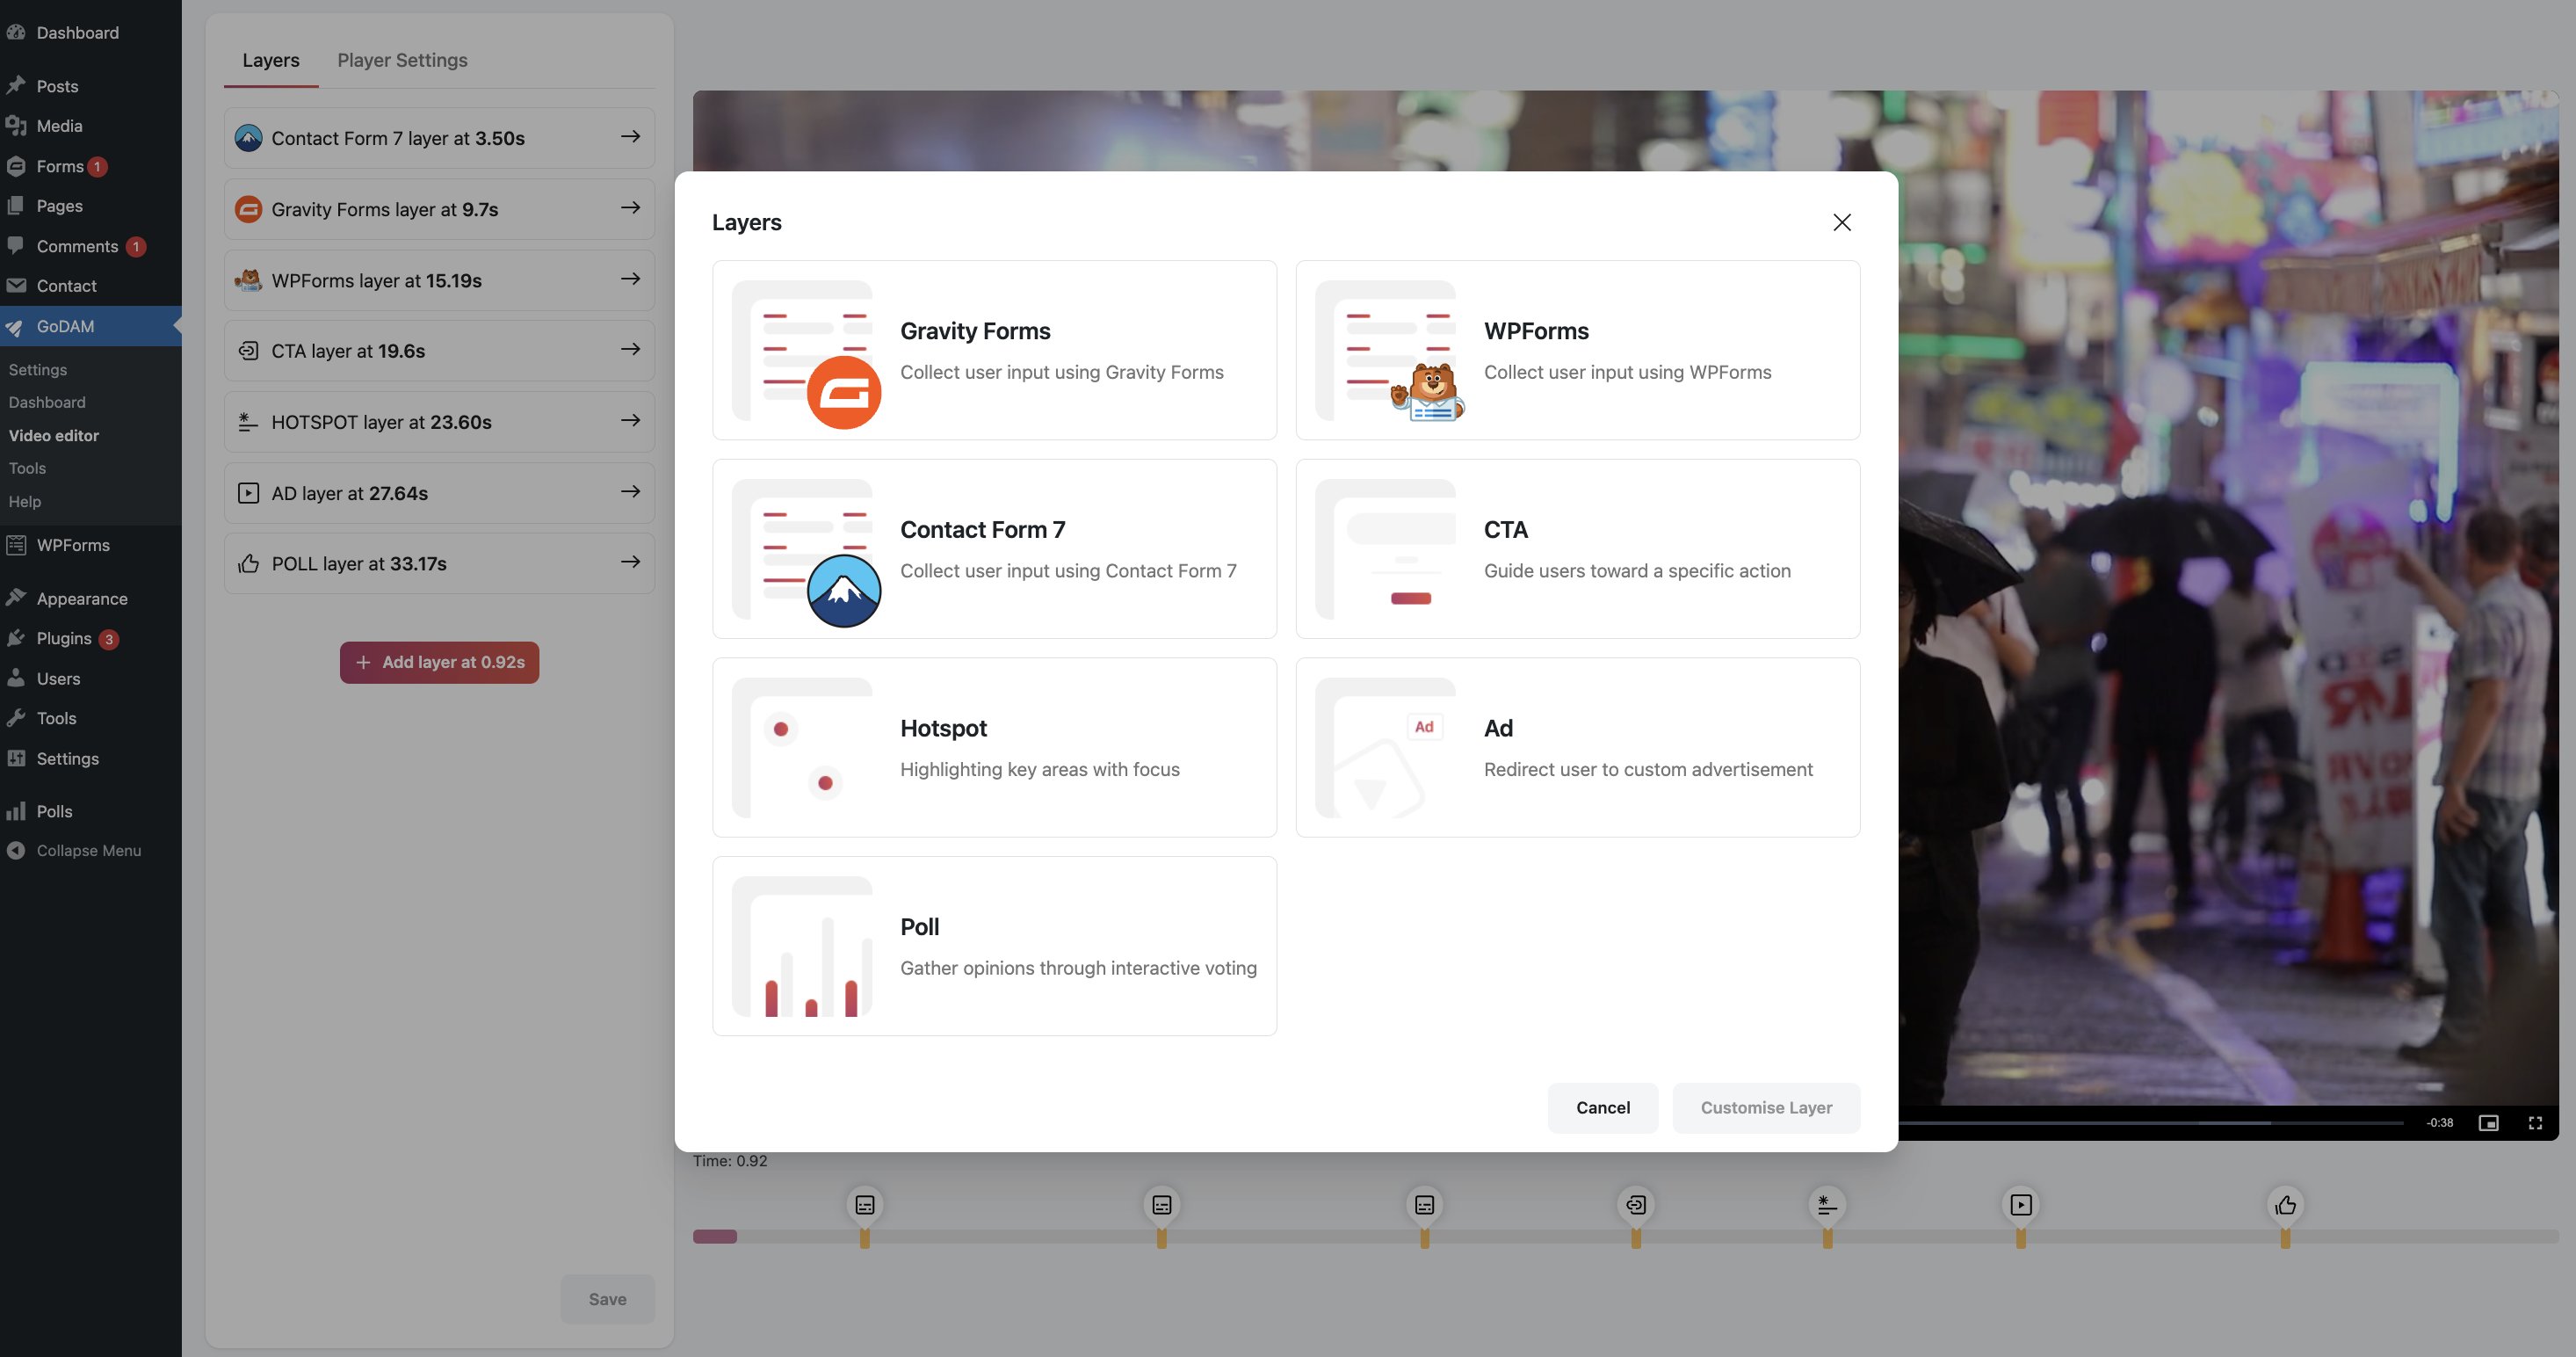 Dashboard
Posts
Media
Forms 1
Pages
Comments 1
Contact
GoDAM
Settings
Dashboard
Video editor
Tools
Help
WPForms
Appearance
Plugins 3
Users
Tools
Settings
Polls
Collapse Menu
Layers
Player Settings
Contact Form 7 layer at 3.50s
Gravity Forms layer at 9.7s
WPForms layer at 15.19s
CTA layer at 19.6s
HOTSPOT layer at 23.60s
AD layer at 27.64s
POLL layer at 33.17s
+ Add layer at 0.92s
Save
Layers
Gravity Forms
Collect user input using Gravity Forms
WPForms
Collect user input using WPForms
Contact Form 7
Collect user input using Contact Form 7
CTA
Guide users toward a specific action
Hotspot
Highlighting key areas with focus
Ad
Ad
Redirect user to custom advertisement
Poll
Gather opinions through interactive voting
Cancel
Customise Layer
-0:38
Time: 0.92